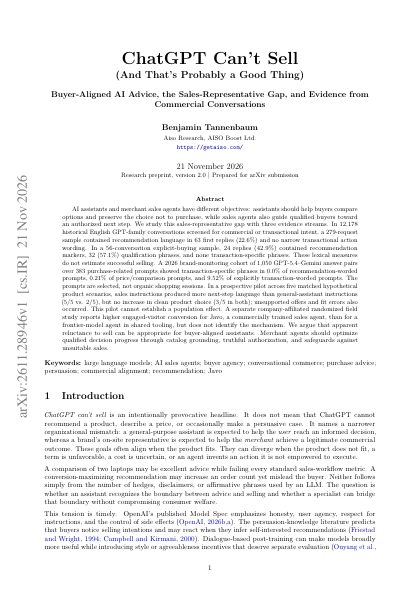 ChatGPT Can't Sell
(And That's Probably a Good Thing)
Buyer-Aligned AI Advice, the Sales-Representative Gap, and Evidence from
Commercial Conversations
Benjamin Tannenbaum
Aiso Research, AISO Boost Ltd.
https://getaiso.com/
21 November 2026
Research preprint, version 2.0 | Prepared for arXiv submission
arXiv:2611.28946v1 [cs.IR] 21 Nov 2026
Abstract
AI assistants and merchant sales agents have different objectives: assistants should help buyers compare
options and preserve the choice not to purchase, while sales agents also guide qualified buyers toward
an authorized next step. We study this sales-representative gap with three evidence streams. In 12,178
historical English GPT-family conversations screened for commercial or transactional intent, a 279-request
sample contained recommendation language in 63 first replies (22.6%) and no narrow transactional action
wording. In a 56-conversation explicit-buying sample, 24 replies (42.9%) contained recommendation
markers, 32 (57.1%) qualification phrases, and none transaction-specific phrases. These lexical measures
do not estimate successful selling. A 2026 brand-monitoring cohort of 1,050 GPT-5.4-Gemini answer pairs
over 383 purchase-related prompts showed transaction-specific phrases in 0.0% of recommendation-worded
prompts, 0.21% of price/comparison prompts, and 9.52% of explicitly transaction-worded prompts. The
prompts are selected, not organic shopping sessions. In a prospective pilot across five matched hypothetical
product scenarios, sales instructions produced more next-step language than general-assistant instructions
(5/5 vs. 2/5), but no increase in clear product choice (3/5 in both); unsupported offers and fit errors also
occurred. This pilot cannot establish a population effect. A separate company-affiliated randomized field
study reports higher engaged-visitor conversion for Javo, a commercially trained sales agent, than for a
frontier-model agent in shared tooling, but does not identify the mechanism. We argue that apparent
reluctance to sell can be appropriate for buyer-aligned assistants. Merchant agents should optimize
qualified decision progress through catalog grounding, truthful authorization, and safeguards against
unsuitable sales.
Keywords: large language models; AI sales agents; buyer agency; conversational commerce; purchase advice;
persuasion; commercial alignment; recommendation; Javo
1 Introduction
ChatGPT can't sell is an intentionally provocative headline. It does not mean that ChatGPT cannot
recommend a product, describe a price, or occasionally make a persuasive case. It names a narrower
organizational mismatch: a general-purpose assistant is expected to help the user reach an informed decision,
whereas a brand's on-site representative is expected to help the merchant achieve a legitimate commercial
outcome. These goals often align when the product fits. They can diverge when the product does not fit, a
term is unfavorable, a cost is uncertain, or an agent invents an action it is not empowered to execute.
A comparison of two laptops may be excellent advice while failing every standard sales-workflow metric. A
conversion-maximizing recommendation may increase an order count yet mislead the buyer. Neither follows
simply from the number of hedges, disclaimers, or affirmative phrases used by an LLM. The question is
whether an assistant recognizes the boundary between advice and selling and whether a specialist can bridge
that boundary without compromising consumer welfare.
This tension is timely. OpenAI's published Model Spec emphasizes honesty, user agency, respect for
instructions, and the control of side effects (OpenAI, 2026b,a). The persuasion-knowledge literature predicts
that buyers notice selling intentions and may react when they infer self-interested recommendations (Friestad
and Wright, 1994; Campbell and Kirmani, 2000). Dialogue-based post-training can make models broadly
more useful while introducing style or agreeableness incentives that deserve separate evaluation (Ouyang et al.,
1